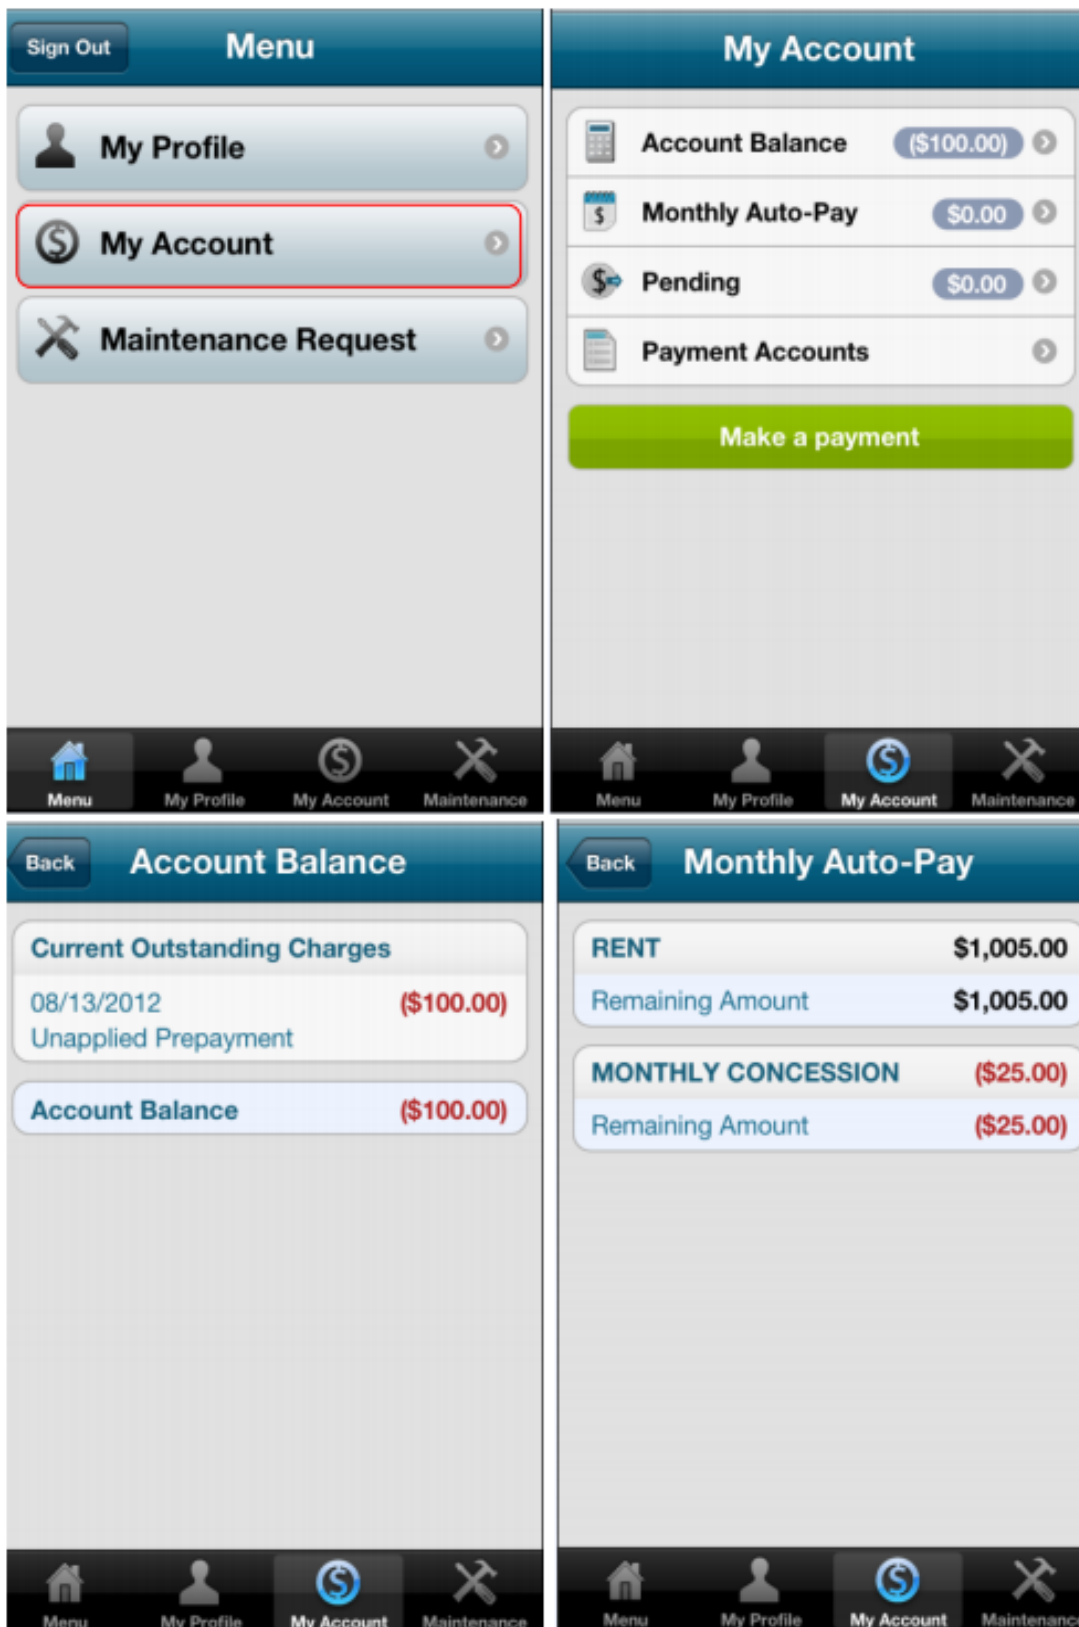 Sign Out
Menu
My Profile
My Account
Maintenance Request
Menu
My Profile
My Account
Maintenance
My Account
Account Balance ($100.00)
Monthly Auto-Pay $0.00
$
Pending $0.00
Payment Accounts
Make a payment
Menu
My Profile
My Account
Maintenance
Back
Account Balance
Current Outstanding Charges
08/13/2012 ($100.00)
Unapplied Prepayment
Account Balance ($100.00)
Menu
My Profile
My Account
Maintenance
Back
Monthly Auto-Pay
RENT $1,005.00
Remaining Amount $1,005.00
MONTHLY CONCESSION ($25.00)
Remaining Amount ($25.00)
Menu
My Profile
My Account
Maintenance